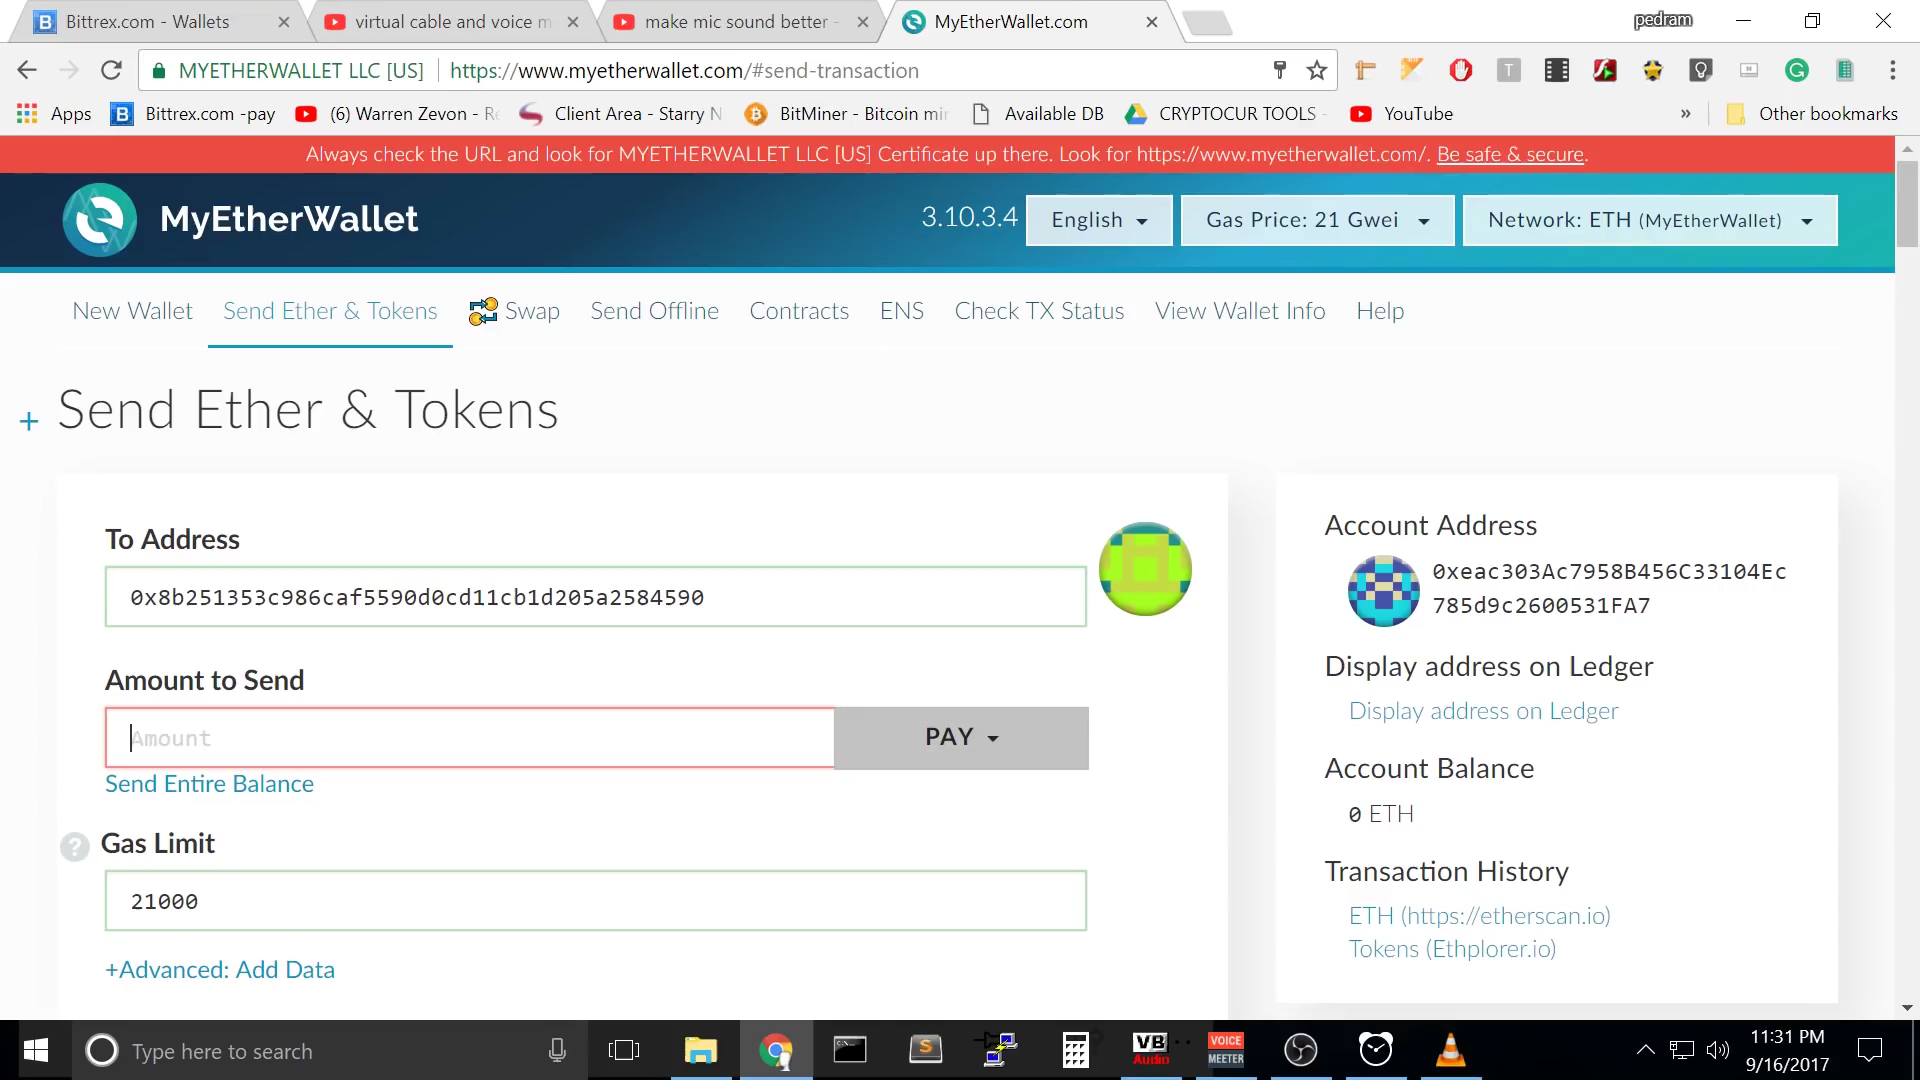 Bittrex.com - Wallets
virtual cable and voice m
make mic sound better -
MyEtherWallet.com
pedram
MYETHERWALLET LLC [US]
https://www.myetherwallet.com/#send-transaction
Apps
Bittrex.com -pay
(6) Warren Zevon - Re
Client Area - Starry N
BitMiner - Bitcoin min
Available DB
CRYPTOCUR TOOLS -
YouTube
»
Other bookmarks
Always check the URL and look for MYETHERWALLET LLC [US] Certificate up there. Look for https://www.myetherwallet.com/. Be safe & secure.
MyEtherWallet
3.10.3.4
English
Gas Price: 21 Gwei
Network: ETH (MyEtherWallet)
New Wallet
Send Ether & Tokens
Swap
Send Offline
Contracts
ENS
Check TX Status
View Wallet Info
Help
+ Send Ether & Tokens
To Address
0x8b251353c986caf5590d0cd11cb1d205a2584590
Amount to Send
Amount
PAY
Send Entire Balance
? Gas Limit
21000
+Advanced: Add Data
Account Address
0xeac303Ac7958B456C33104Ec
785d9c2600531FA7
Display address on Ledger
Display address on Ledger
Account Balance
0 ETH
Transaction History
ETH (https://etherscan.io)
Tokens (Ethplorer.io)
Type here to search
VB
Audio
VOICE
MEETER
11:31 PM
9/16/2017